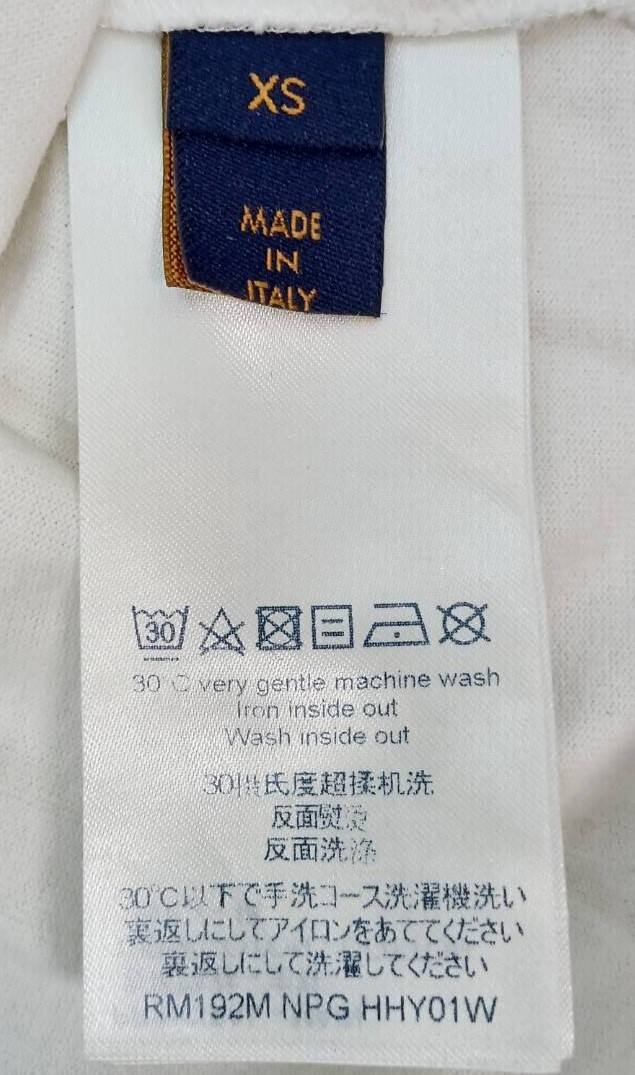 XS
MADE
IN
ITALY
30
30 C very gentle machine wash
Iron inside out
Wash inside out
30摄氏度超揉机洗
反面熨烫
反面洗涤
30℃以下で手洗コース洗濯機洗い
裏返しにしてアイロンをあててください
裏返しにして洗濯してください
RM192M NPG HHY01W